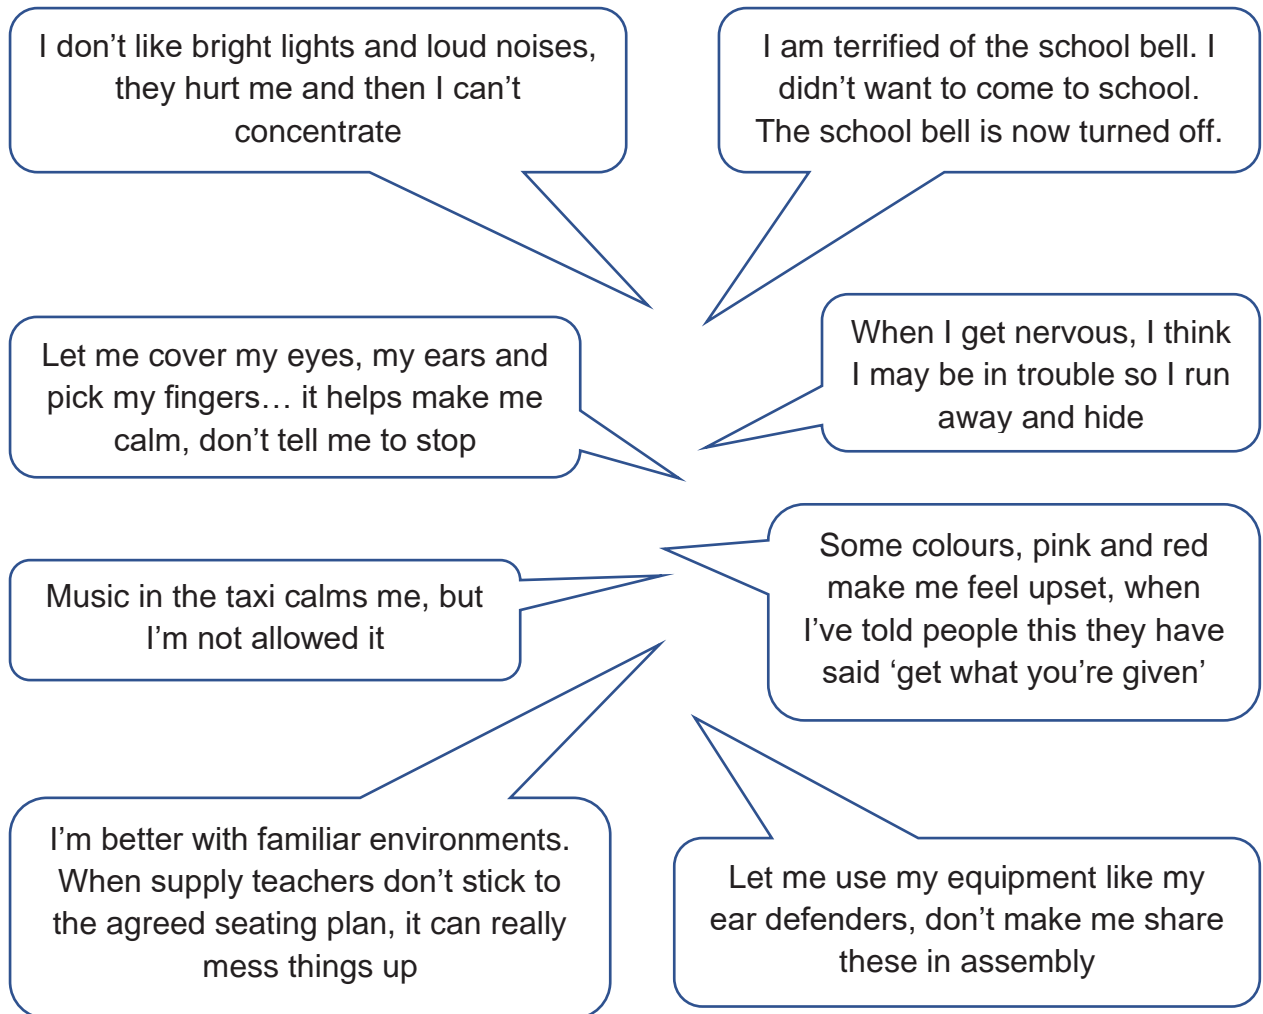 I don’t like bright lights and loud noises,
they hurt me and then I can’t
concentrate
I am terrified of the school bell. I
didn’t want to come to school.
The school bell is now turned off.
Let me cover my eyes, my ears and
pick my fingers… it helps make me
calm, don’t tell me to stop
When I get nervous, I think
I may be in trouble so I run
away and hide
Music in the taxi calms me, but
I’m not allowed it
Some colours, pink and red
make me feel upset, when
I’ve told people this they have
said ‘get what you’re given’
I’m better with familiar environments.
When supply teachers don’t stick to
the agreed seating plan, it can really
mess things up
Let me use my equipment like my
ear defenders, don’t make me share
these in assembly